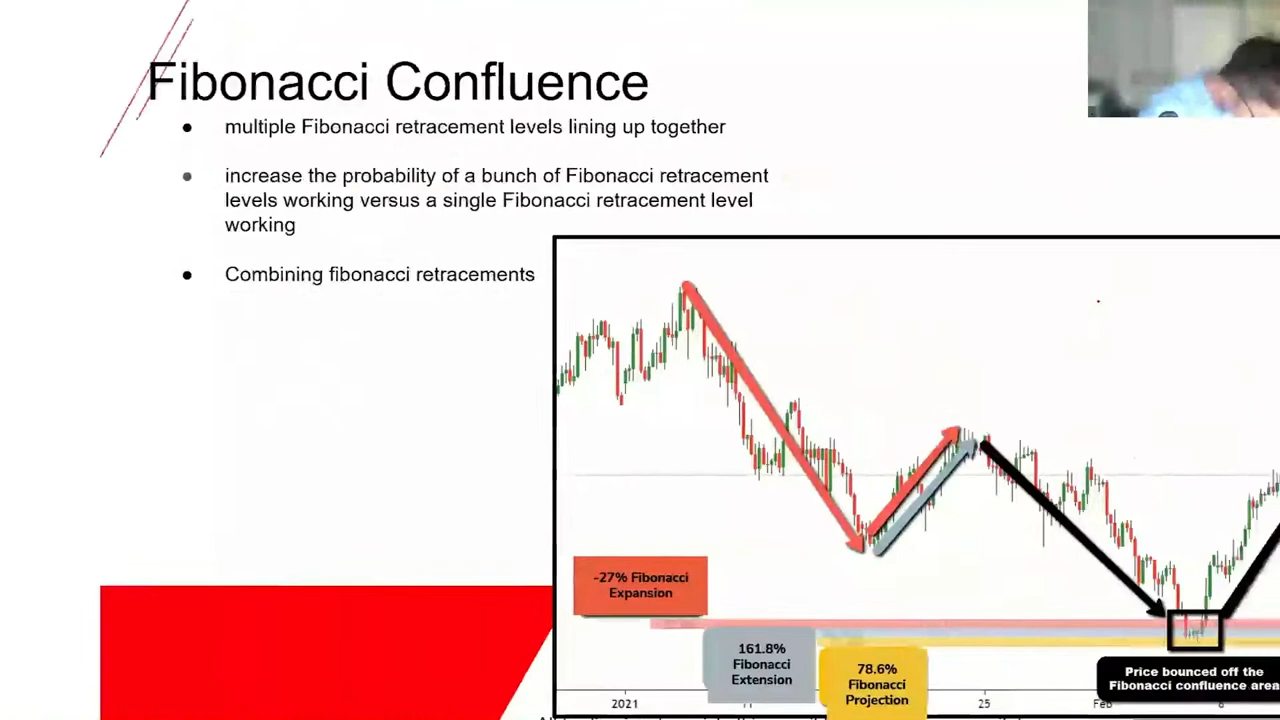 Fibonacci Confluence
● multiple Fibonacci retracement levels lining up together
● increase the probability of a bunch of Fibonacci retracement
levels working versus a single Fibonacci retracement level
working
● Combining fibonacci retracements
-27% Fibonacci
Expansion
161.8%
Fibonacci
Extension
78.6%
Fibonacci
Projection
Price bounced off the
Fibonacci confluence area
2021
25
Feb